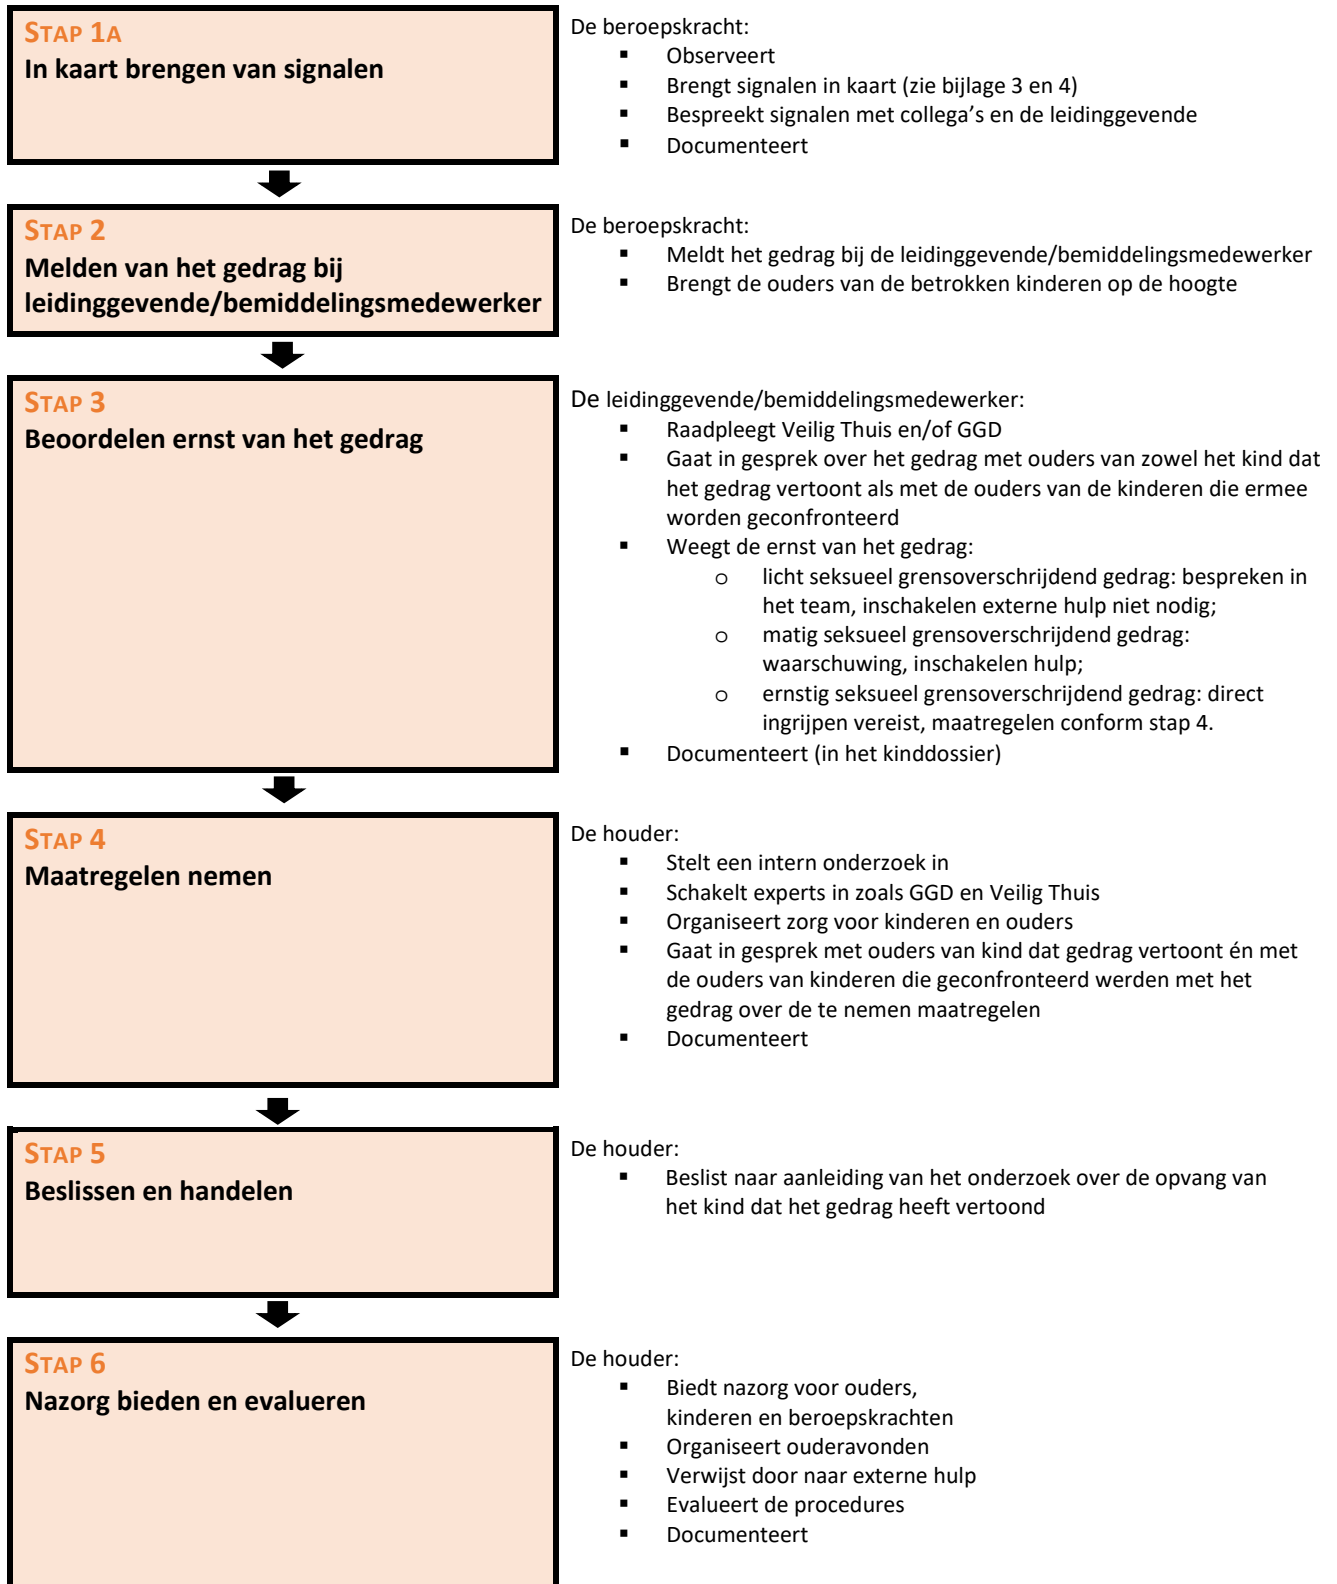 STAP 1A
In kaart brengen van signalen
De beroepskracht:
▪ Observeert
▪ Brengt signalen in kaart (zie bijlage 3 en 4)
▪ Bespreekt signalen met collega’s en de leidinggevende
▪ Documenteert
STAP 2
Melden van het gedrag bij
leidinggevende/bemiddelingsmedewerker
De beroepskracht:
▪ Meldt het gedrag bij de leidinggevende/bemiddelingsmedewerker
▪ Brengt de ouders van de betrokken kinderen op de hoogte
STAP 3
Beoordelen ernst van het gedrag
De leidinggevende/bemiddelingsmedewerker:
▪ Raadpleegt Veilig Thuis en/of GGD
▪ Gaat in gesprek over het gedrag met ouders van zowel het kind dat
het gedrag vertoont als met de ouders van de kinderen die ermee
worden geconfronteerd
▪ Weegt de ernst van het gedrag:
o licht seksueel grensoverschrijdend gedrag: bespreken in
het team, inschakelen externe hulp niet nodig;
o matig seksueel grensoverschrijdend gedrag:
waarschuwing, inschakelen hulp;
o ernstig seksueel grensoverschrijdend gedrag: direct
ingrijpen vereist, maatregelen conform stap 4.
▪ Documenteert (in het kinddossier)
STAP 4
Maatregelen nemen
De houder:
▪ Stelt een intern onderzoek in
▪ Schakelt experts in zoals GGD en Veilig Thuis
▪ Organiseert zorg voor kinderen en ouders
▪ Gaat in gesprek met ouders van kind dat gedrag vertoont én met
de ouders van kinderen die geconfronteerd werden met het
gedrag over de te nemen maatregelen
▪ Documenteert
STAP 5
Beslissen en handelen
De houder:
▪ Beslist naar aanleiding van het onderzoek over de opvang van
het kind dat het gedrag heeft vertoond
STAP 6
Nazorg bieden en evalueren
De houder:
▪ Biedt nazorg voor ouders,
kinderen en beroepskrachten
▪ Organiseert ouderavonden
▪ Verwijst door naar externe hulp
▪ Evalueert de procedures
▪ Documenteert